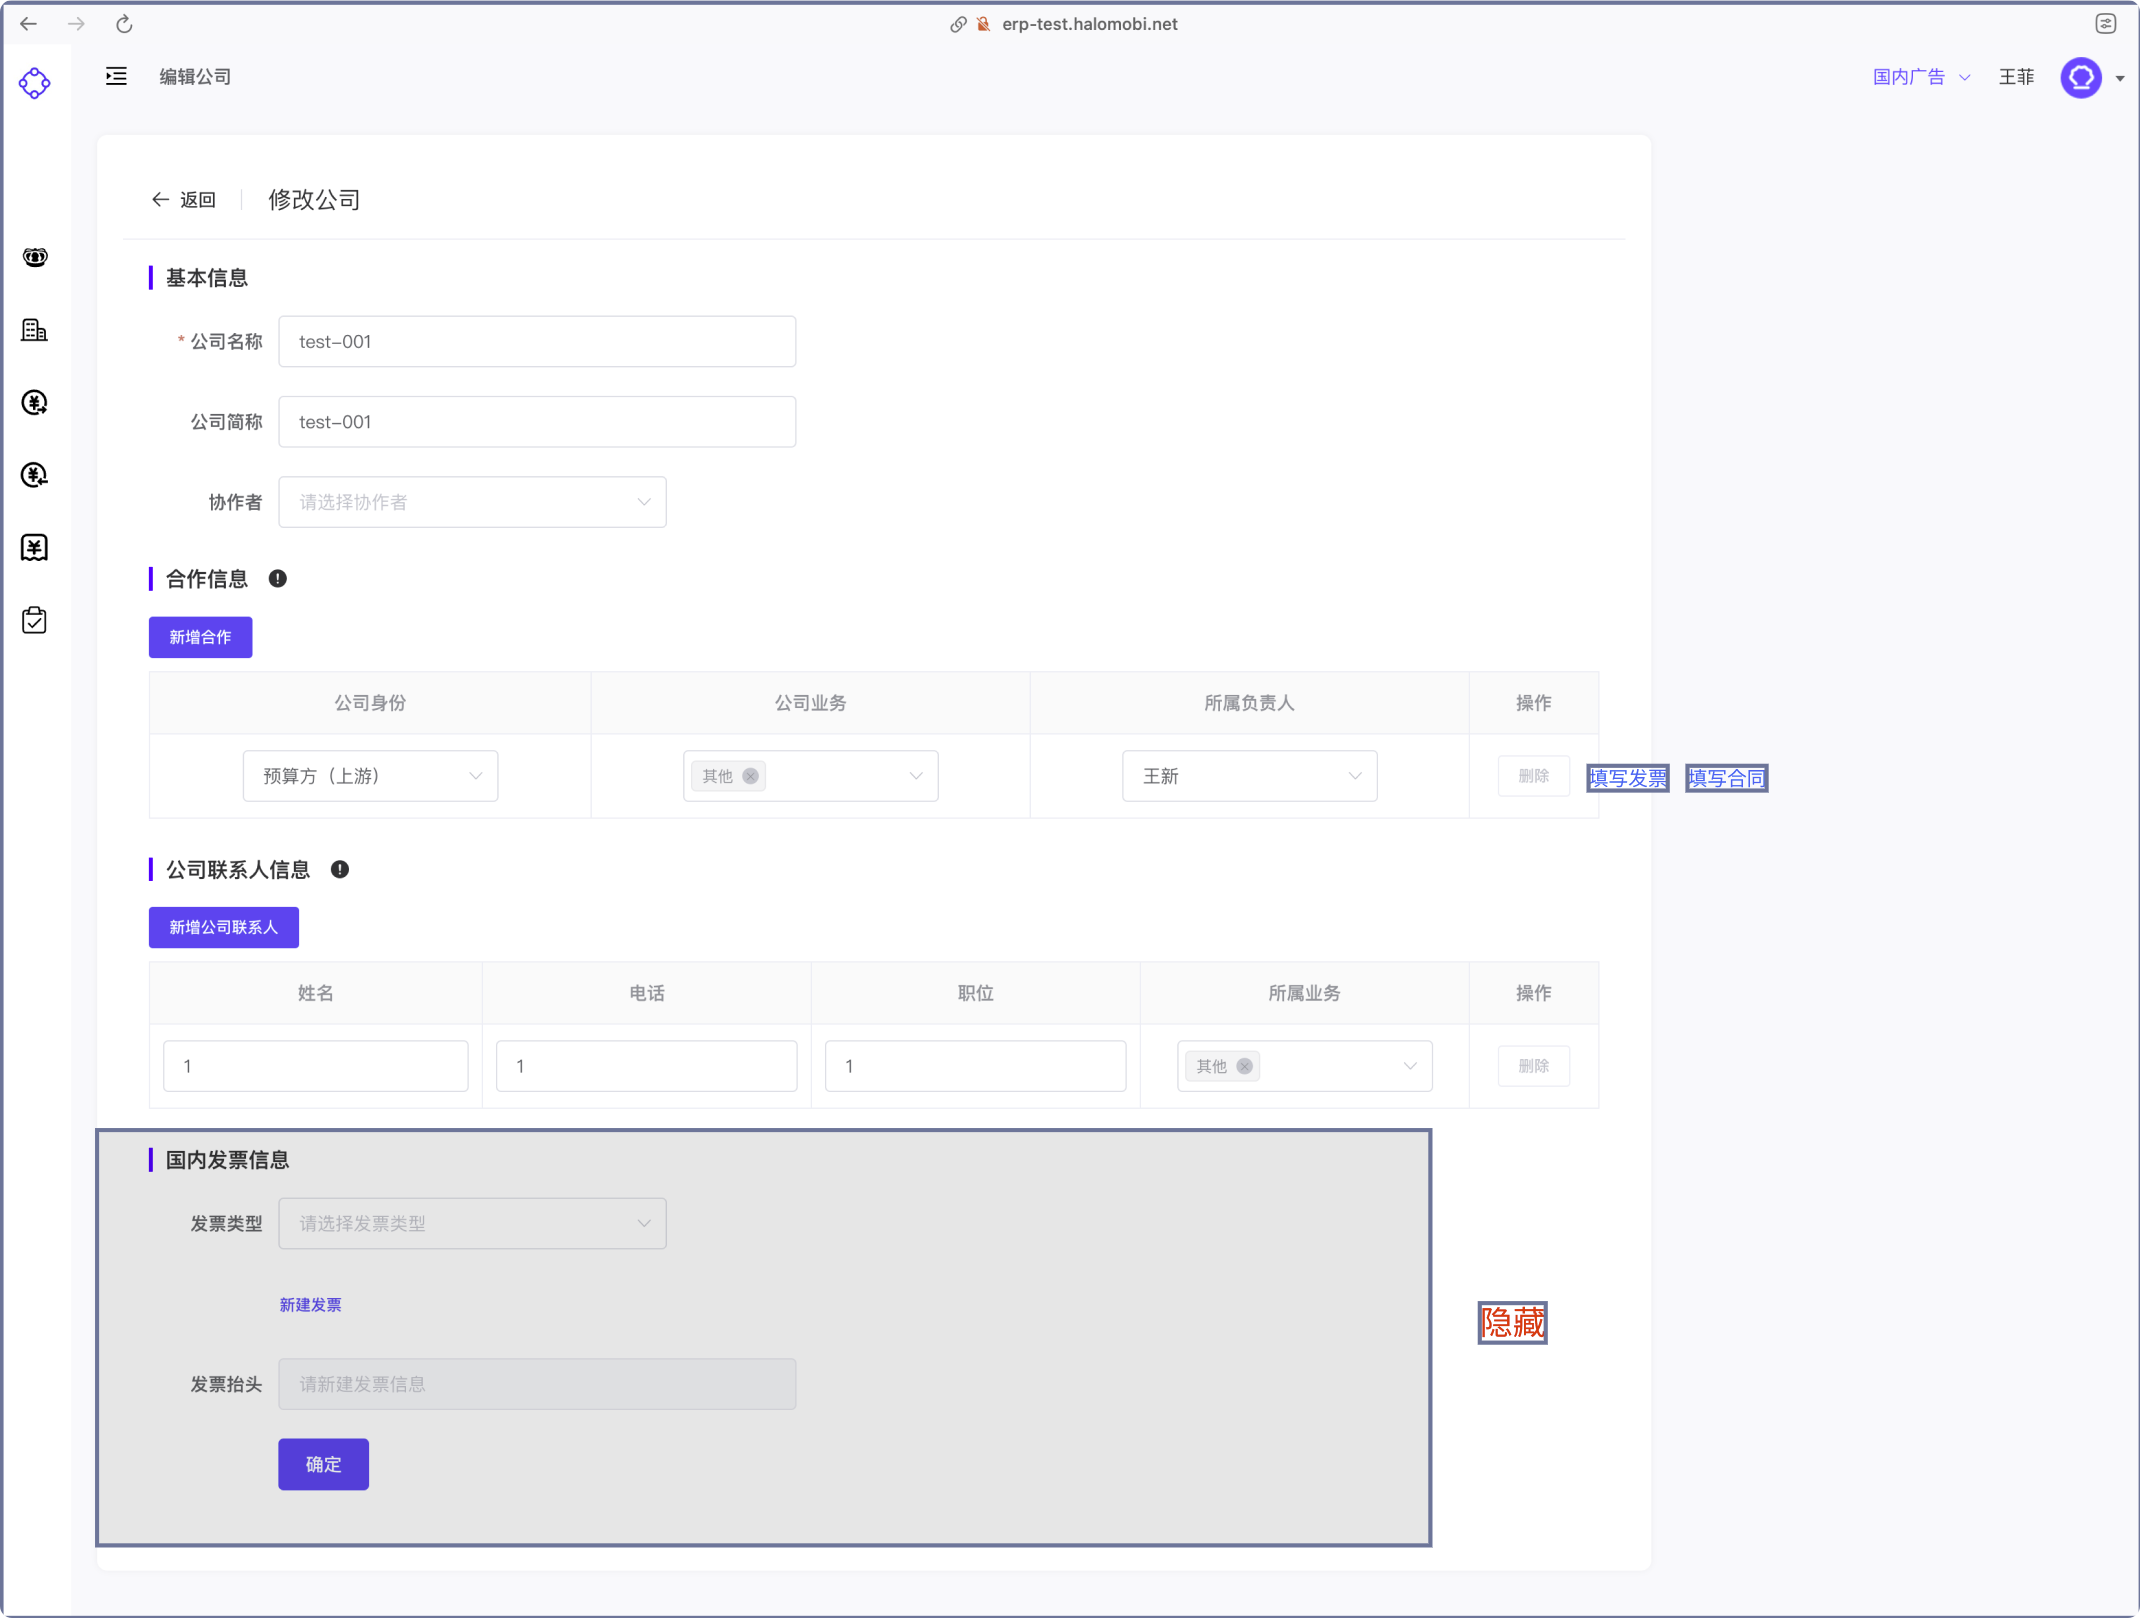 erp-test.halomobi.net
编辑公司
国内广告
王菲
返回
修改公司
基本信息
* 公司名称
test-001
公司简称
test-001
协作者
请选择协作者
合作信息
新增合作
公司身份 公司业务 所属负责人 操作
预算方（上游） 其他 王新 删除 填写发票 填写合同
公司联系人信息
新增公司联系人
姓名 电话 职位 所属业务 操作
1 1 1 其他 删除
国内发票信息
发票类型
请选择发票类型
新建发票
隐藏
发票抬头
请新建发票信息
确定